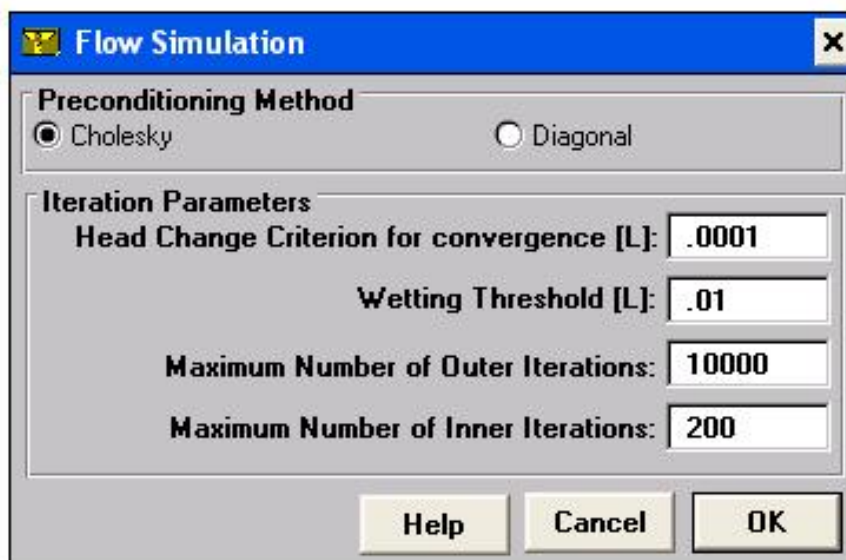 Flow Simulation
Preconditioning Method
Cholesky Diagonal
Iteration Parameters
Head Change Criterion for convergence [L]: .0001
Wetting Threshold [L]: .01
Maximum Number of Outer Iterations: 10000
Maximum Number of Inner Iterations: 200
Help Cancel OK